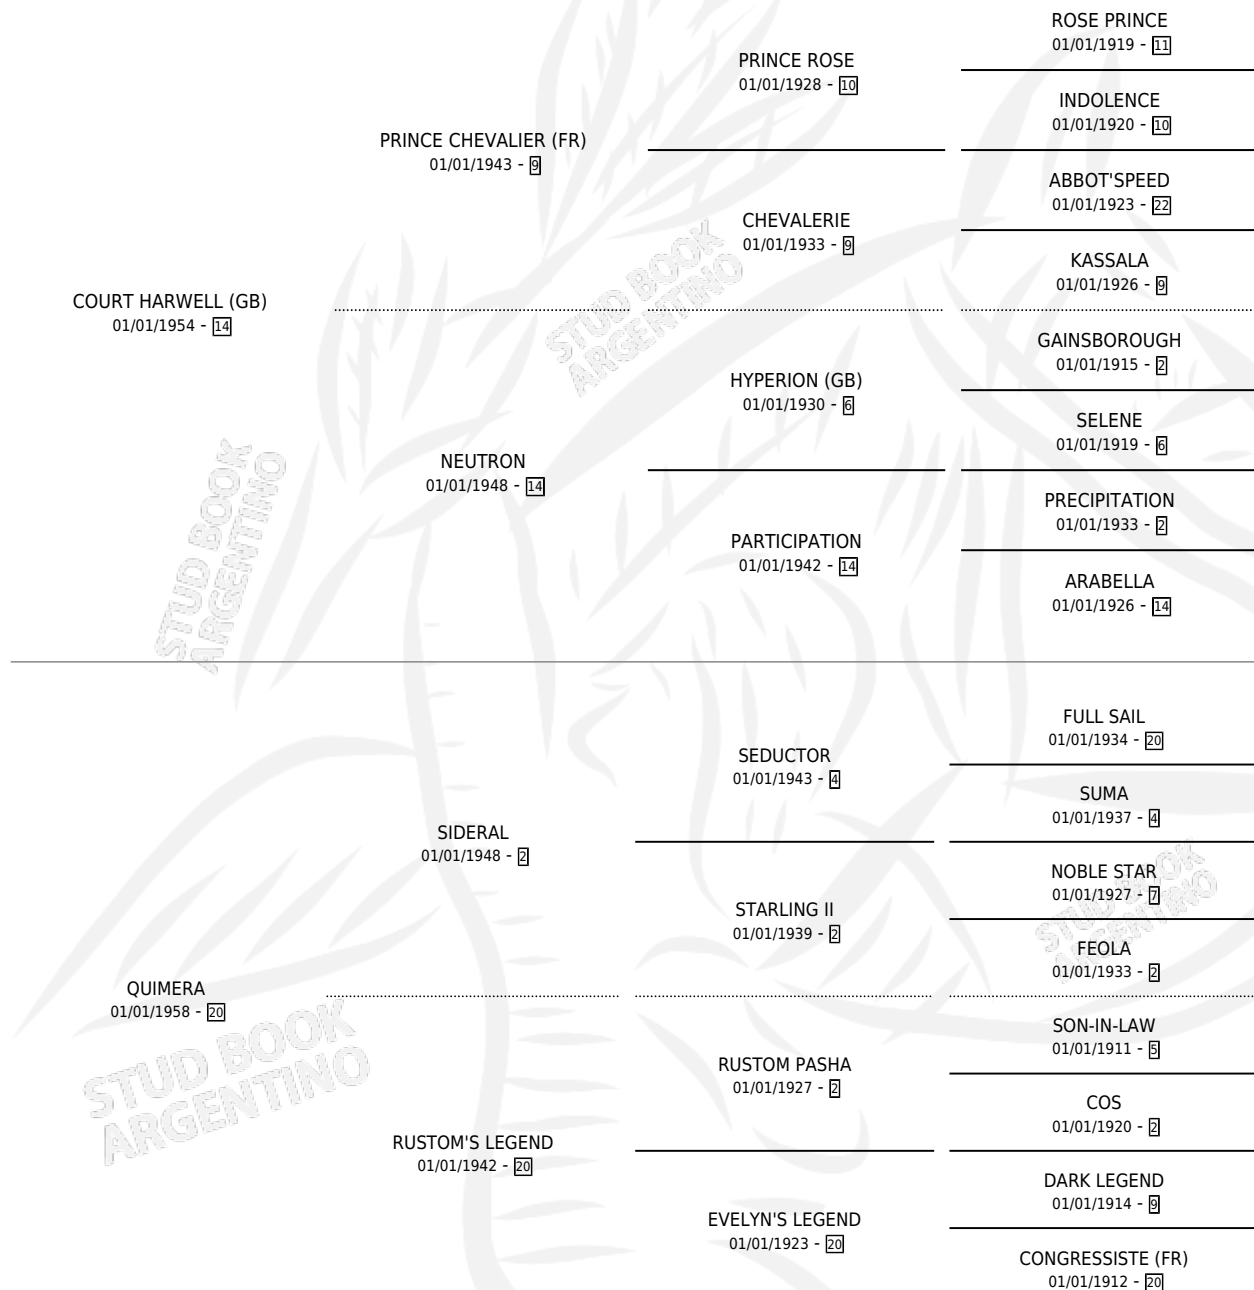 ROSE PRINCE
01/01/1919 - 11
PRINCE ROSE
01/01/1928 - 10
INDOLENCE
01/01/1920 - 10
PRINCE CHEVALIER (FR)
01/01/1943 - 9
ABBOT'SPEED
01/01/1923 - 22
CHEVALERIE
01/01/1933 - 9
KASSALA
01/01/1926 - 9
COURT HARWELL (GB)
01/01/1954 - 14
GAINSBOROUGH
01/01/1915 - 2
HYPERION (GB)
01/01/1930 - 6
SELENE
01/01/1919 - 6
NEUTRON
01/01/1948 - 14
PRECIPITATION
01/01/1933 - 2
PARTICIPATION
01/01/1942 - 14
ARABELLA
01/01/1926 - 14
FULL SAIL
01/01/1934 - 20
SEDUCTOR
01/01/1943 - 4
SUMA
01/01/1937 - 4
SIDERAL
01/01/1948 - 2
NOBLE STAR
01/01/1927 - 7
STARLING II
01/01/1939 - 2
FEOLA
01/01/1933 - 2
QUIMERA
01/01/1958 - 20
SON-IN-LAW
01/01/1911 - 5
RUSTOM PASHA
01/01/1927 - 2
COS
01/01/1920 - 2
RUSTOM'S LEGEND
01/01/1942 - 20
DARK LEGEND
01/01/1914 - 9
EVELYN'S LEGEND
01/01/1923 - 20
CONGRESSISTE (FR)
01/01/1912 - 20
STUD BOOK
ARGENTINO
STUD BOOK
ARGENTINO
STUD BOOK
ARGENTINO
STUD BOOK
ARGENTINO